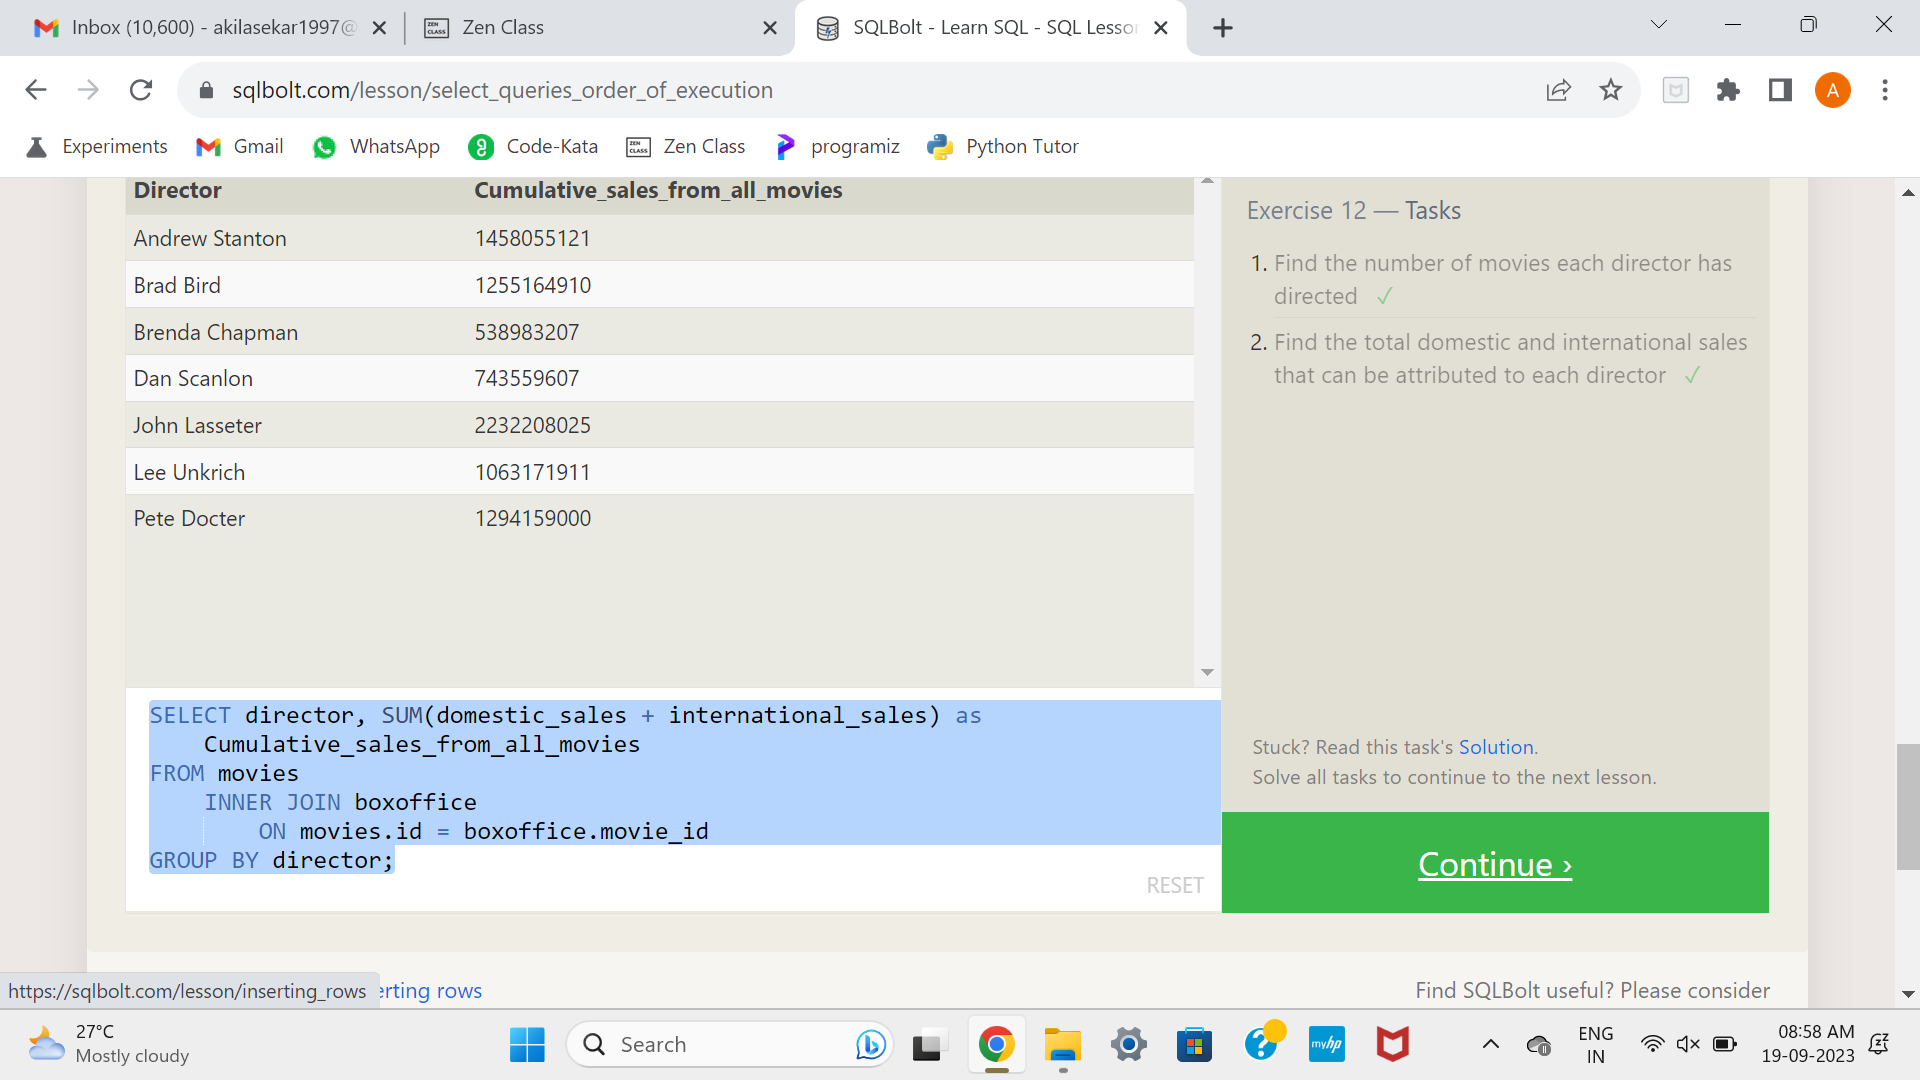 Inbox (10,600) - akilasekar1997@
ZEN CLASS Zen Class
SQLBolt - Learn SQL - SQL Lesson
sqlbolt.com/lesson/select_queries_order_of_execution
A
Experiments Gmail WhatsApp Code-Kata ZEN CLASS Zen Class programiz Python Tutor
Director Cumulative_sales_from_all_movies
Andrew Stanton 1458055121
Brad Bird 1255164910
Brenda Chapman 538983207
Dan Scanlon 743559607
John Lasseter 2232208025
Lee Unkrich 1063171911
Pete Docter 1294159000
SELECT director, SUM(domestic_sales + international_sales) as
Cumulative_sales_from_all_movies
FROM movies
INNER JOIN boxoffice
ON movies.id = boxoffice.movie_id
GROUP BY director;
RESET
Exercise 12 — Tasks
1. Find the number of movies each director has
directed ✓
2. Find the total domestic and international sales
that can be attributed to each director ✓
Stuck? Read this task's Solution.
Solve all tasks to continue to the next lesson.
Continue ›
https://sqlbolt.com/lesson/inserting_rows
erting rows
Find SQLBolt useful? Please consider
27°C
Mostly cloudy
Search
myhp
ENG
IN
08:58 AM
19-09-2023